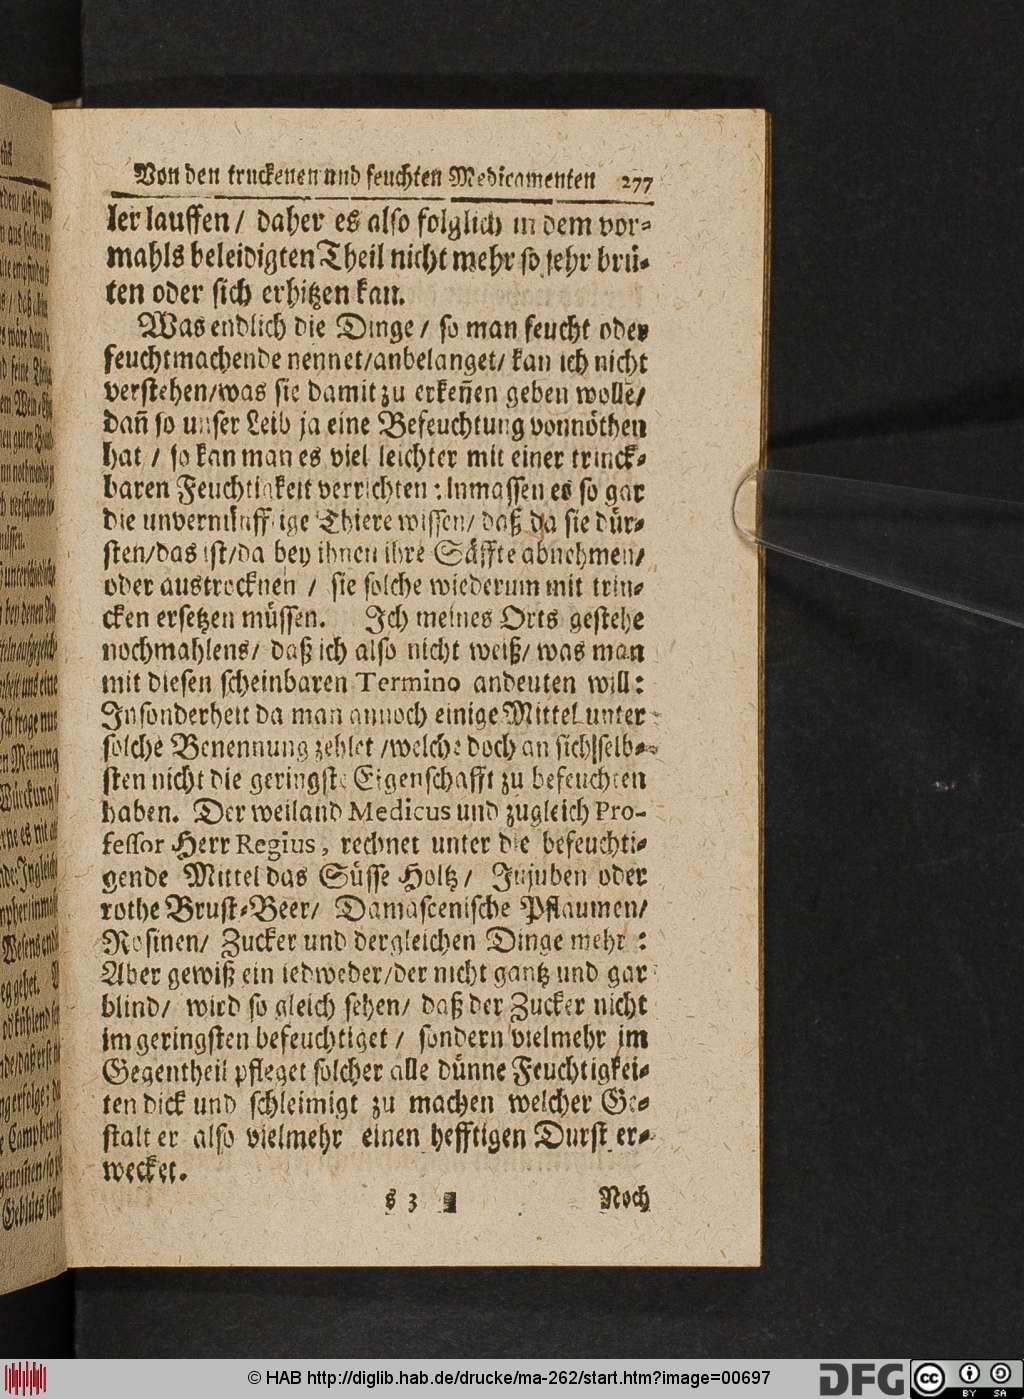 Von den truckenen und feuchten Medicamenten 277
ler lauffen/ daher es also folglich in dem vor-
mahls beleidigten Theil nicht mehr so sehr brü-
ten oder sich erhitzen kan.
Was endlich die Dinge/ so man feucht oder
feuchtmachende nennet/anbelanget/ kan ich nicht
verstehen/was sie damit zu erkeñen geben wollē/
dañ so unser Leib ja eine Befeuchtung vonnöthen
hat / so kan man es viel leichter mit einer trinck-
baren Feuchtigkeit verrichten: Inmassen es so gar
die unvernünfftige Thiere wissen/ daß da sie dür-
sten/das ist/da bey ihnen ihre Säffte abnehmen/
oder austrocknen / sie solche wiederum mit trin-
cken ersetzen müssen. Ich meines Orts gestehe
nochmahlens/ daß ich also nicht weiß/ was man
mit diesen scheinbaren Termino andeuten will:
Insonderheit da man annoch einige Mittel unter
solche Benennung zehlet /welche doch an sich selb-
sten nicht die geringste Eigenschafft zu befeuchten
haben. Der weiland Medicus und zugleich Pro-
fessor Herr Regius, rechnet unter die befeuchti-
gende Mittel das Süsse Holtz/ Jujuben oder
rothe Brust-Beer/ Damascenische Pflaumen/
Rosinen/ Zucker und dergleichen Dinge mehr :
Aber gewiß ein iedweder/der nicht gantz und gar
blind/ wird so gleich sehen/ daß der Zucker nicht
im geringsten befeuchtiget / sondern vielmehr im
Gegentheil pfleget solcher alle dünne Feuchtigkei-
ten dick und schleimigt zu machen welcher Ge-
stalt er also vielmehr einen hefftigen Durst er-
wecket.
s 3 Noch
© HAB http://diglib.hab.de/drucke/ma-262/start.htm?image=00697
DFG
cc BY SA